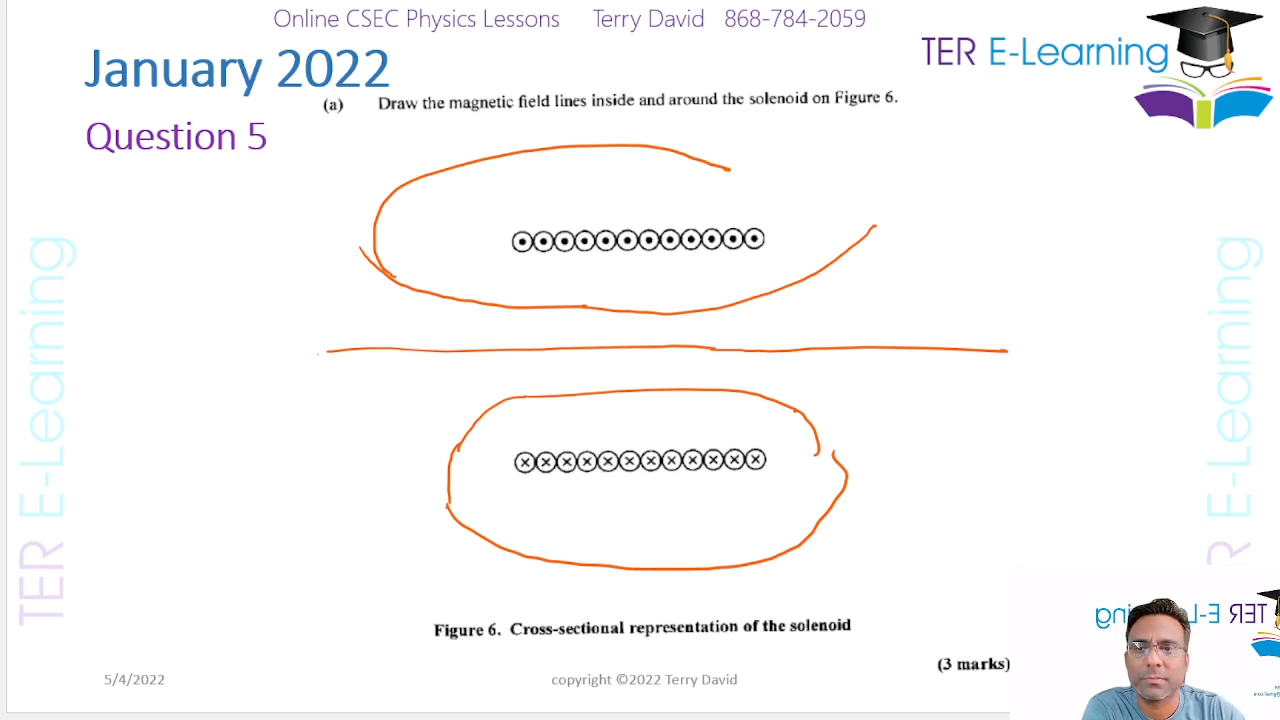 Online CSEC Physics Lessons Terry David 868-784-2059
TER E-Learning
January 2022
(a) Draw the magnetic field lines inside and around the solenoid on Figure 6.
Question 5
TER E-Learning
TER E-Learning
Figure 6. Cross-sectional representation of the solenoid
(3 marks)
5/4/2022
copyright ©2022 Terry David